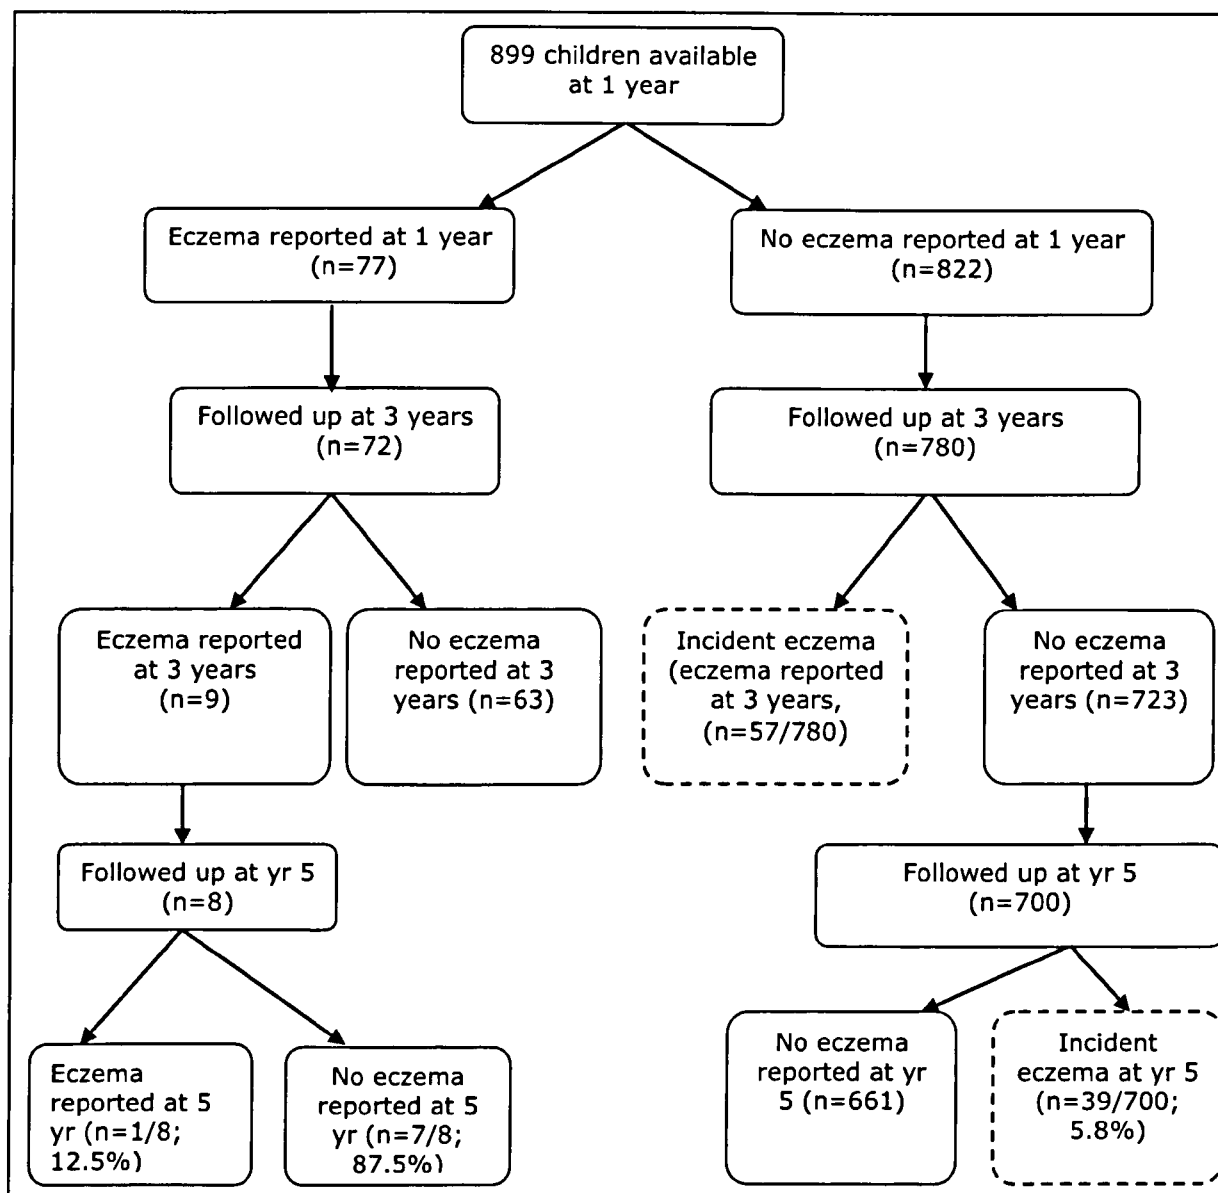 899 children available
at 1 year
Eczema reported at 1 year
(n=77)
No eczema reported at 1 year
(n=822)
Followed up at 3 years
(n=72)
Followed up at 3 years
(n=780)
Eczema reported
at 3 years
(n=9)
No eczema
reported at 3
years (n=63)
Incident eczema
(eczema reported
at 3 years,
(n=57/780)
No eczema
reported at 3
years (n=723)
Followed up at yr 5
(n=8)
Followed up at yr 5
(n=700)
Eczema
reported at 5
yr (n=1/8;
12.5%)
No eczema
reported at 5
yr (n=7/8;
87.5%)
No eczema
reported at yr
5 (n=661)
Incident
eczema at yr 5
(n=39/700;
5.8%)